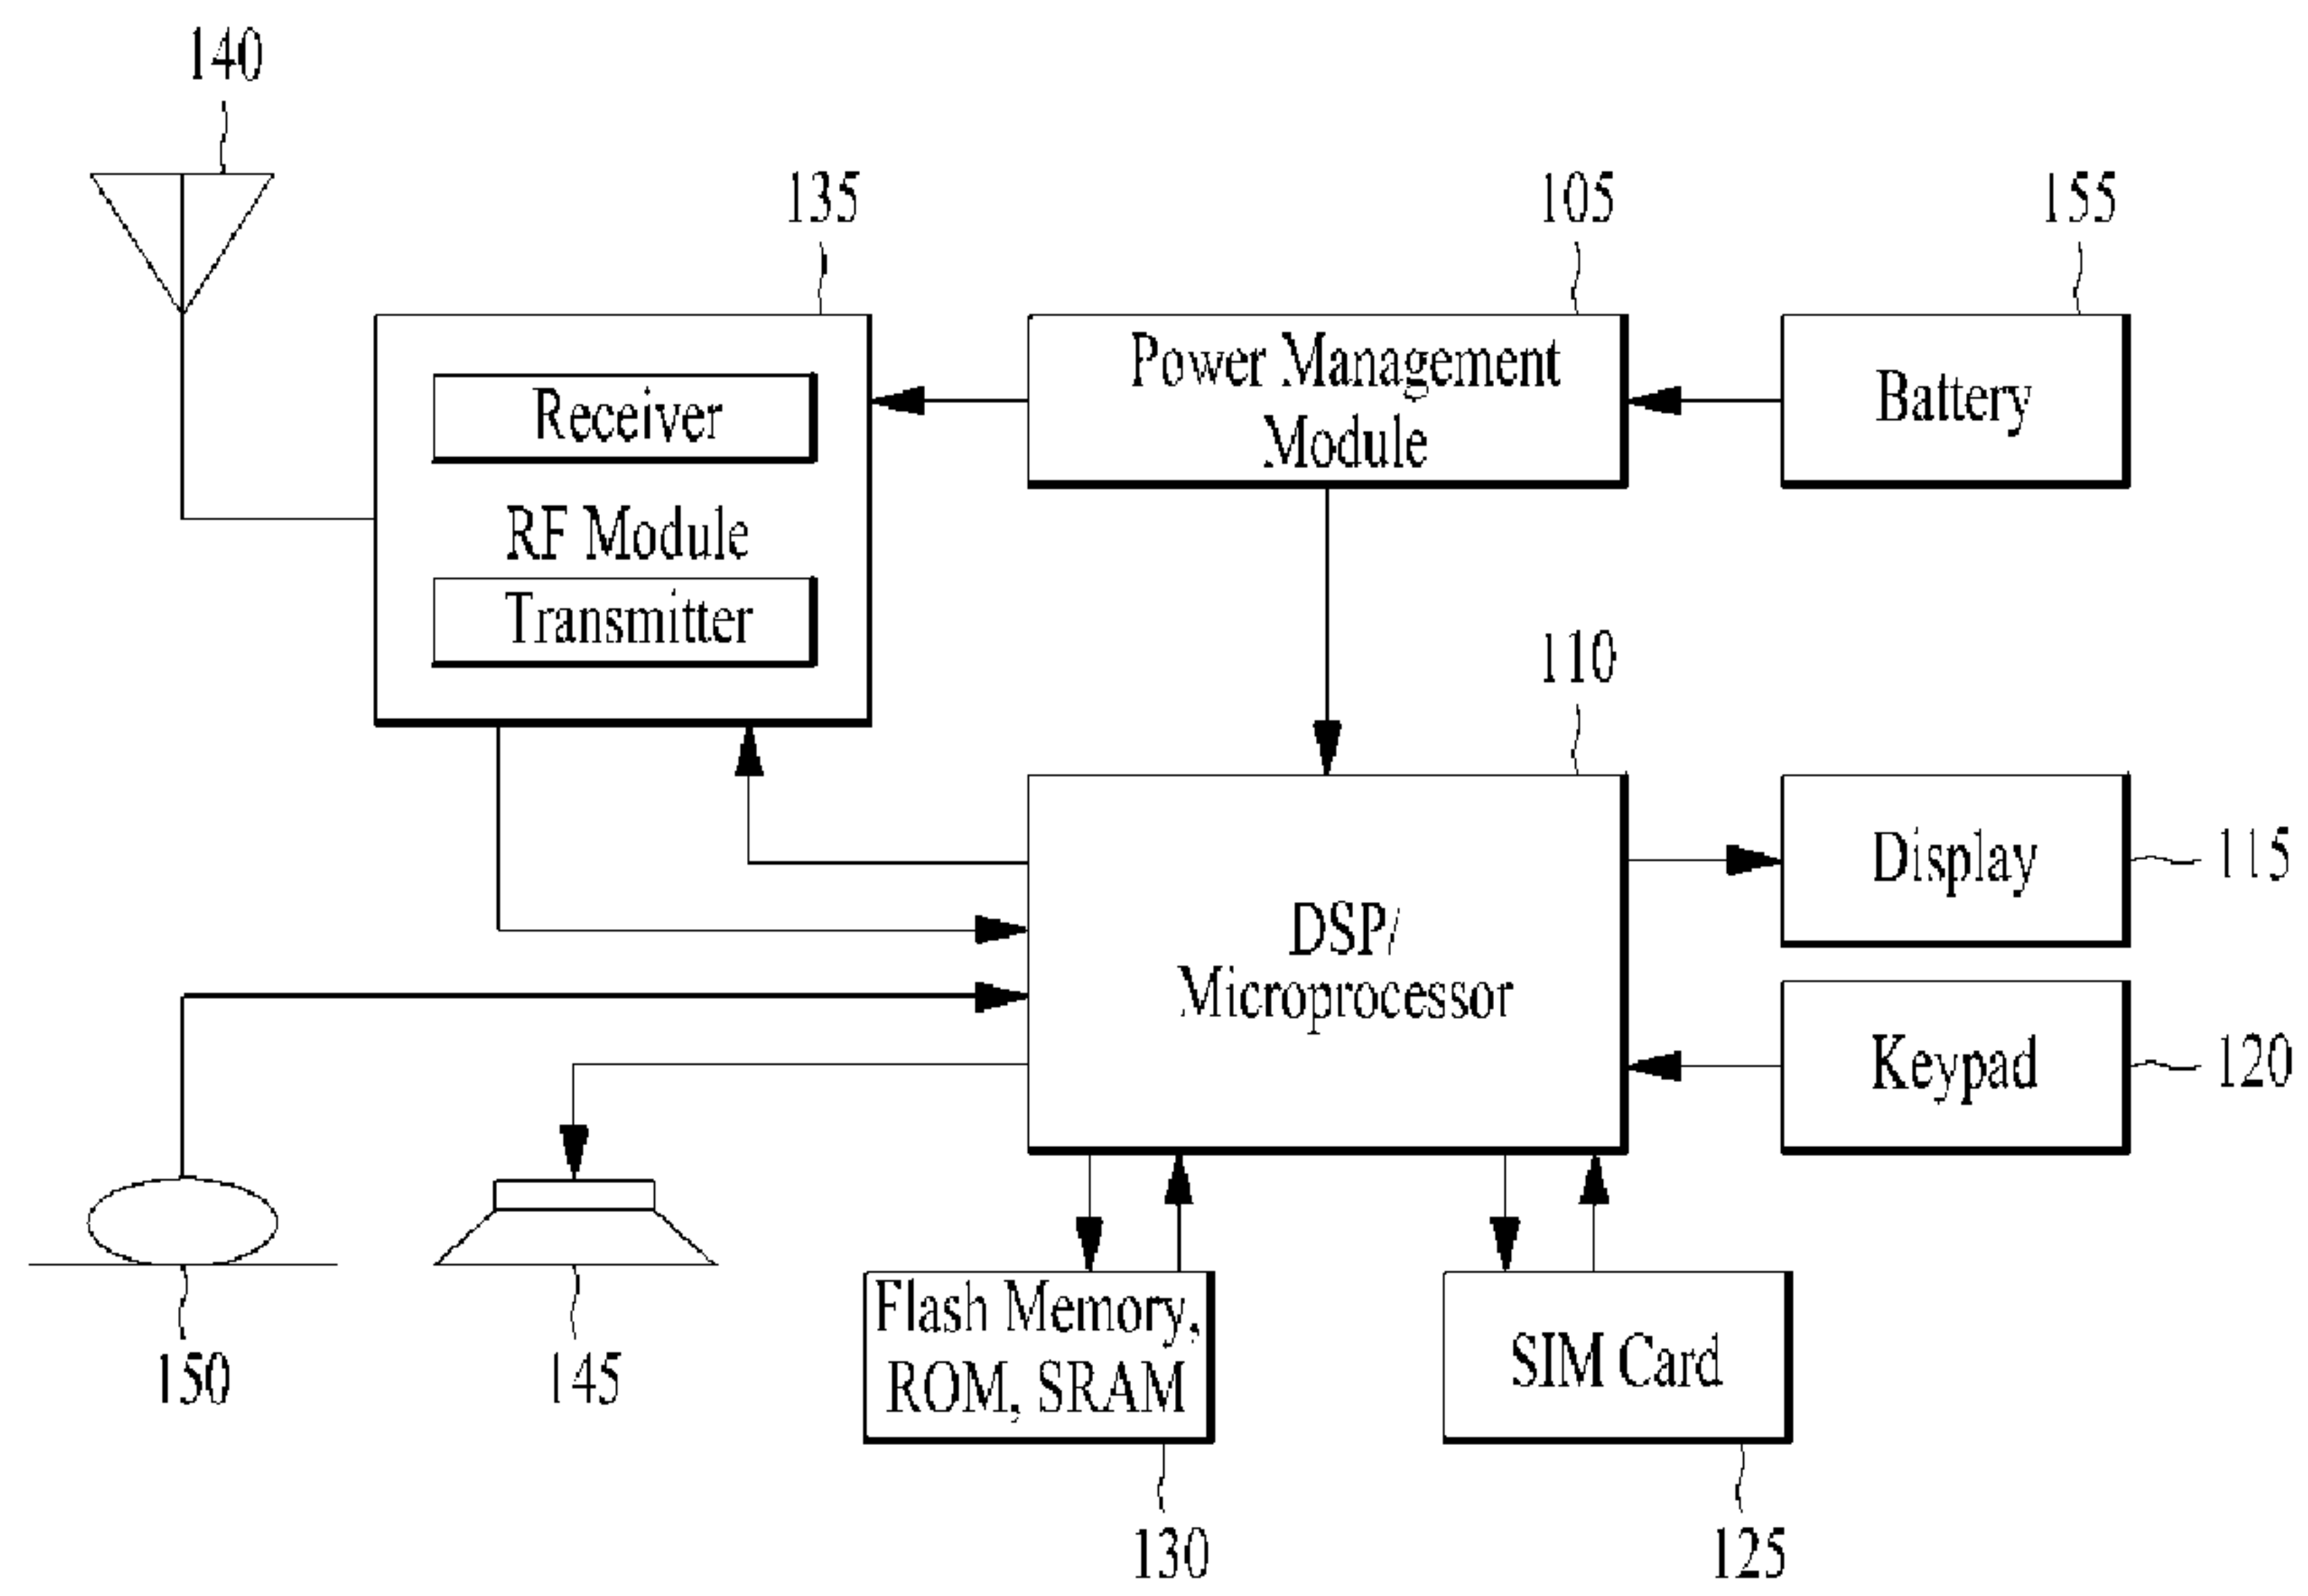 140
135
105
155
Power Management
Module
Battery
Receiver
RF Module
Transmitter
110
Display
115
DSP/
Microprocessor
Keypad
120
150
145
Flash Memory,
ROM, SRAM
SIM Card
130
125